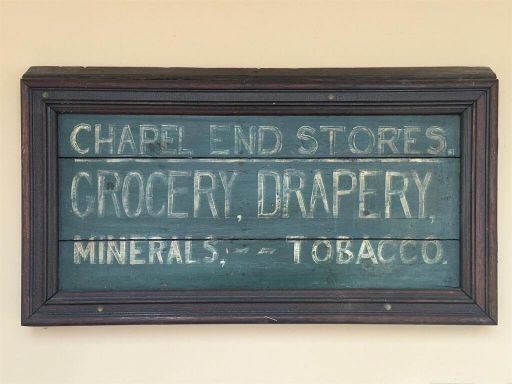 CHAPEL END STORES.
GROCERY, DRAPERY,
MINERALS, -- TOBACCO.